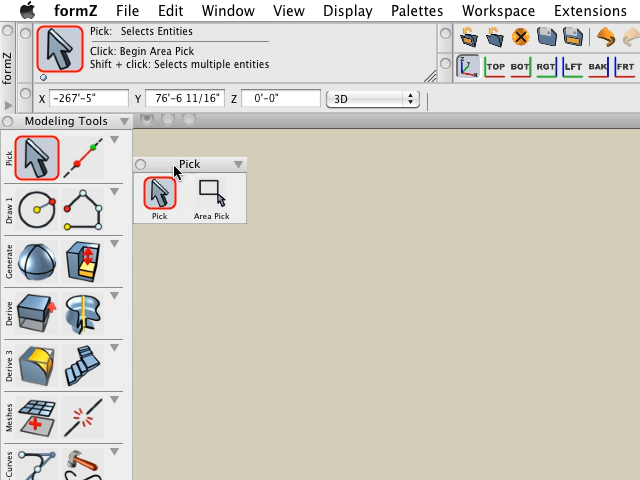 formZ File Edit Window View Display Palettes Workspace Extensions
formZ
Pick: Selects Entities
Click: Begin Area Pick
Shift + click: Selects multiple entities
TOP BOT RGT LFT BAK FRT
X -267'-5" Y 76'-6 11/16" Z 0'-0" 3D
Modeling Tools
Pick
Draw 1
Generate
Derive
Derive 3
Meshes
-Curves
Pick
Pick Area Pick